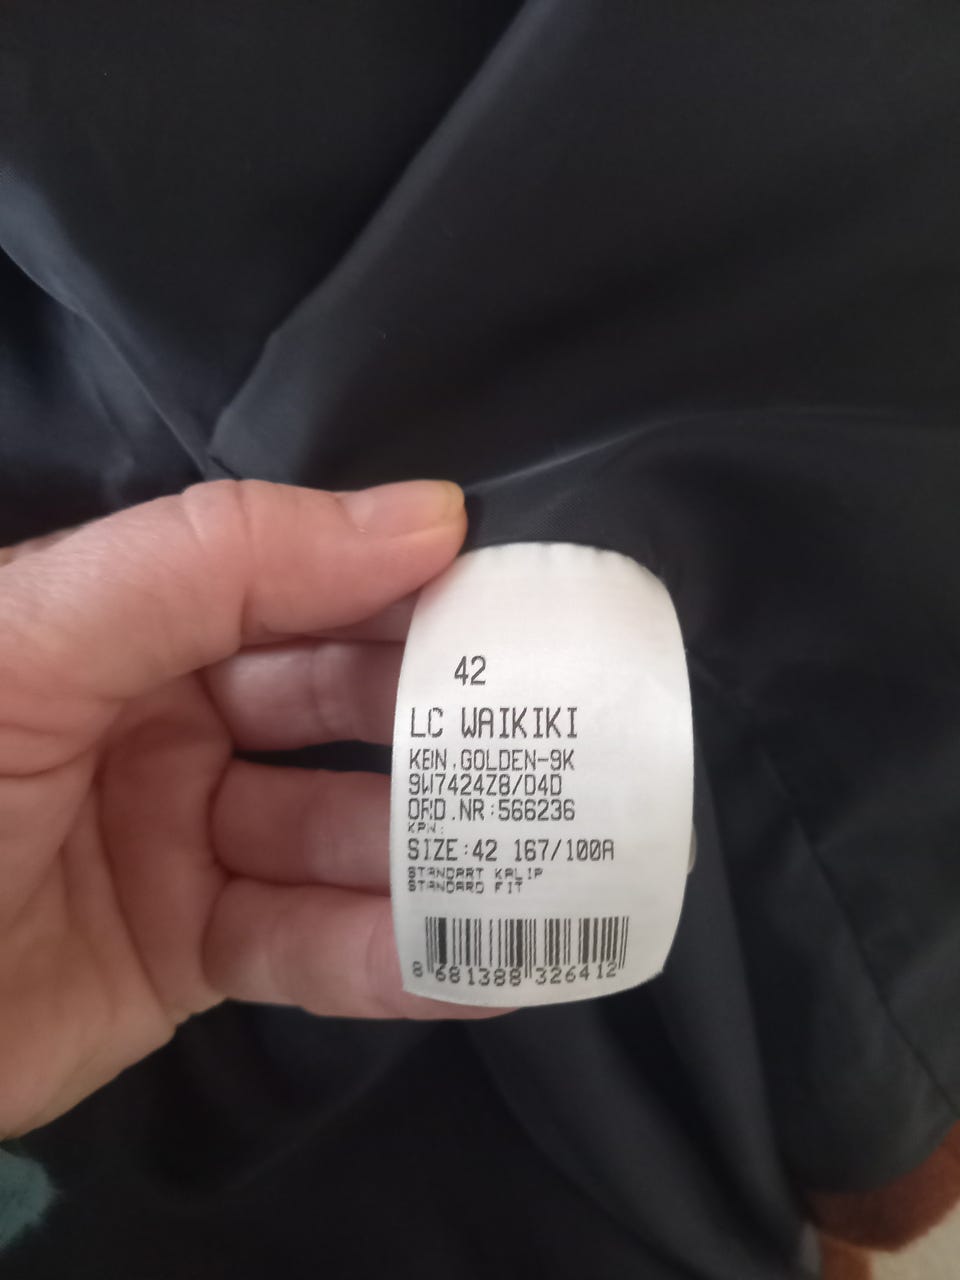 42
LC WAIKIKI
KEIN.GOLDEN-9K
9W7424Z8/D4D
ORD.NR:566236
KPN:
SIZE:42 167/100A
STANDART KALIP
STANDARD FIT
8 681388 326412